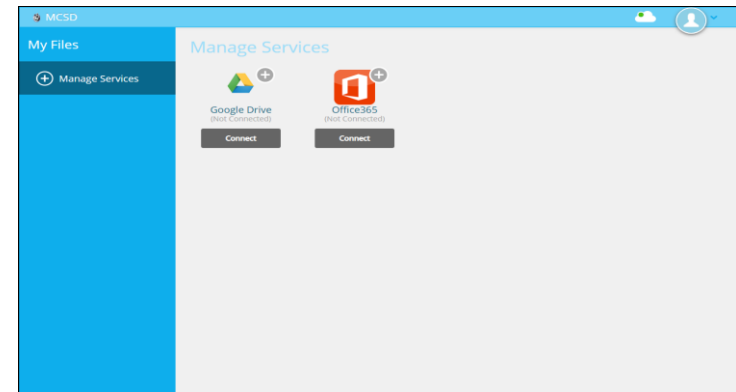 MCSD
My Files
Manage Services
Manage Services
Google Drive
(Not Connected)
Connect
Office365
(Not Connected)
Connect